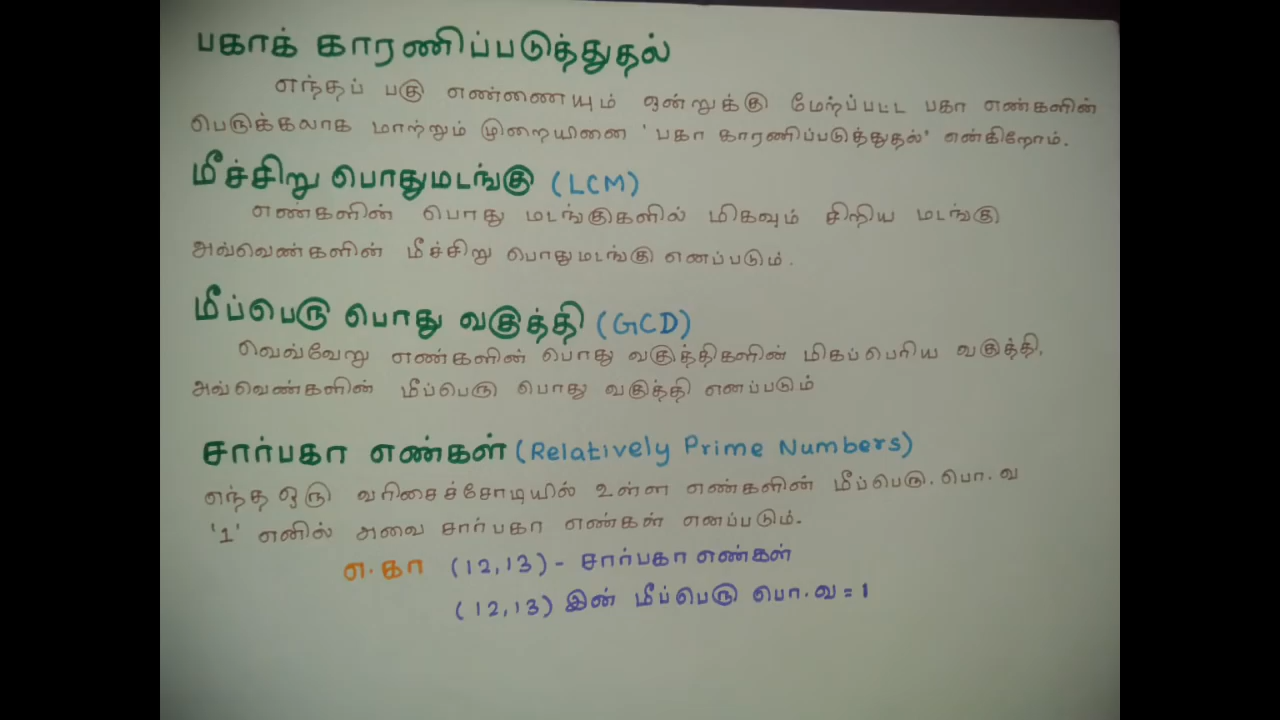 பகாக் காரணிப்படுத்துதல்
எந்தப் பகு எண்ணையும் ஒன்றுக்கு மேற்ப்பட்ட பகா எண்களின்
பெருக்கலாக மாற்றும் முறையினை 'பகா காரணிப்படுத்துதல்' என்கிறோம்.
மீச்சிறு பொதுமடங்கு (LCM)
எண்களின் பொது மடங்குகளில் மிகவும் சிறிய மடங்கு
அவ்வெண்களின் மீச்சிறு பொதுமடங்கு எனப்படும்.
மீப்பெரு பொது வகுத்தி (GCD)
வெவ்வேறு எண்களின் பொது வகுத்திகளின் மிகப்பெரிய வகுத்தி,
அவ்வெண்களின் மீப்பெரு பொது வகுத்தி எனப்படும்
சார்பகா எண்கள் (Relatively Prime Numbers)
எந்த ஒரு வரிசைச்சோடியில் உள்ள எண்களின் மீப்பெரு. பொ. வ
'1' எனில் அவை சார்பகா எண்கள் எனப்படும்.
எ.கா (12,13) - சார்பகா எண்கள்
(12,13) இன் மீப்பெரு பொ.வ = 1